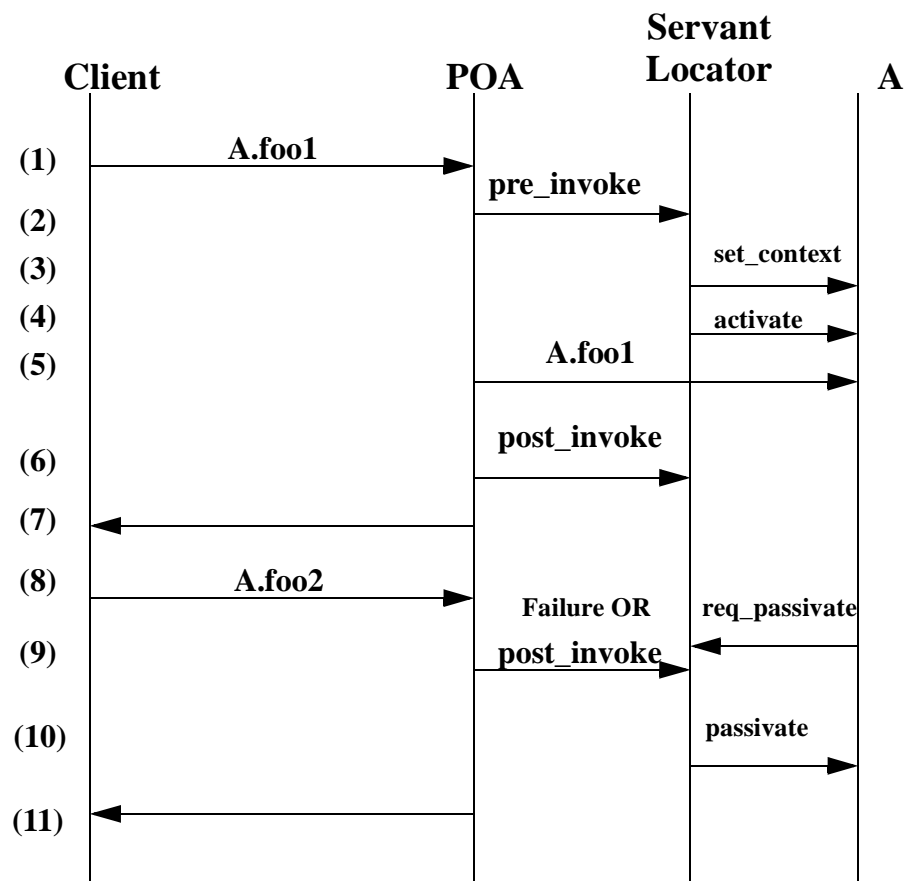 Servant
Client POA Locator A
(1) A.foo1
pre_invoke
(2)
set_context
(3)
(4) activate
(5) A.foo1
post_invoke
(6)
(7)
(8) A.foo2
Failure OR req_passivate
(9) post_invoke
(10) passivate
(11)